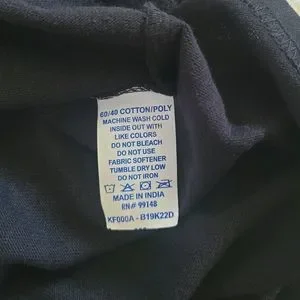 60/40 COTTON/POLY
MACHINE WASH COLD
INSIDE OUT WITH
LIKE COLORS
DO NOT BLEACH
DO NOT USE
FABRIC SOFTENER
TUMBLE DRY LOW
DO NOT IRON
MADE IN INDIA
RN# 99148
KF000A - B19K22D